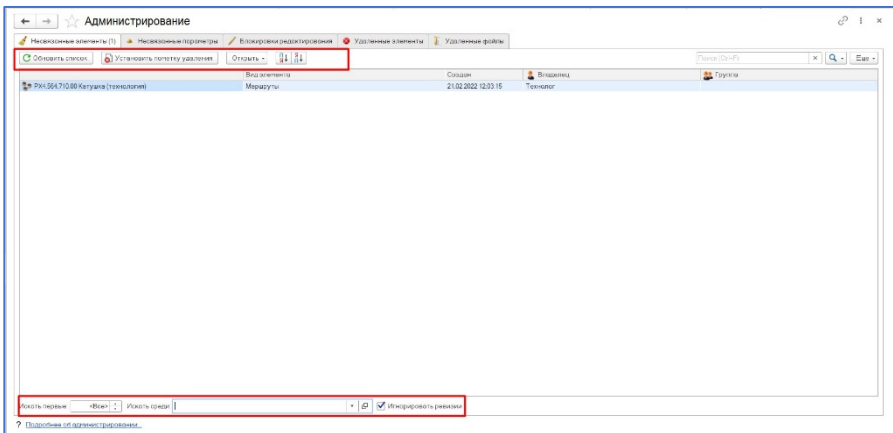 Администрирование
Несвязанные элементы (1) Несвязанные параметры Блокировки редактирования Удаленные элементы Удаленные файлы
Обновить список Установить пометку удаления Открыть Поиск (Ctrl+F) Еще
Вид элемента Создан Владелец Группа
РХ4.564.710.00 Катушка (технология) Маршруты 21.02.2022 12:03:15 Технолог
Искать первые: <Все> Искать среди: Игнорировать ревизии
? Подробнее об администрировании...